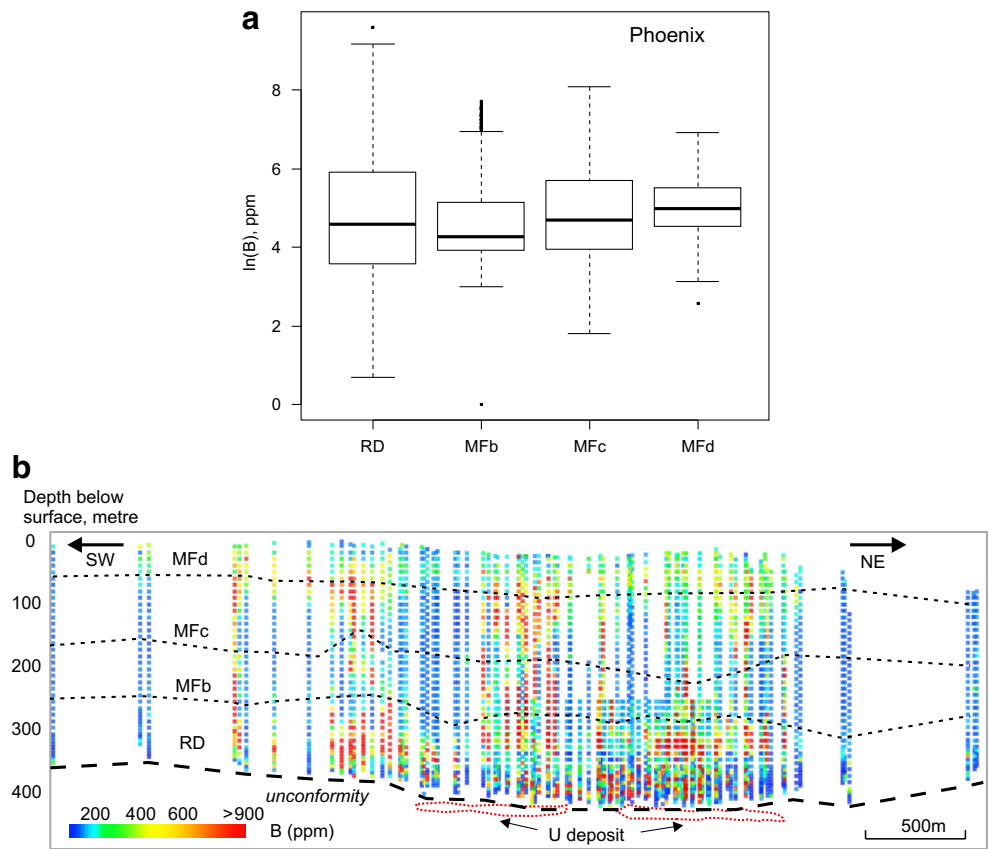 a
Phoenix
ln(B), ppm
8
6
4
2
0
RD MFb MFc MFd
b
Depth below
surface, metre
0
SW
NE
MFd
100
MFc
200
MFb
300
RD
400
unconformity
200 400 600 >900
B (ppm)
U deposit
500m